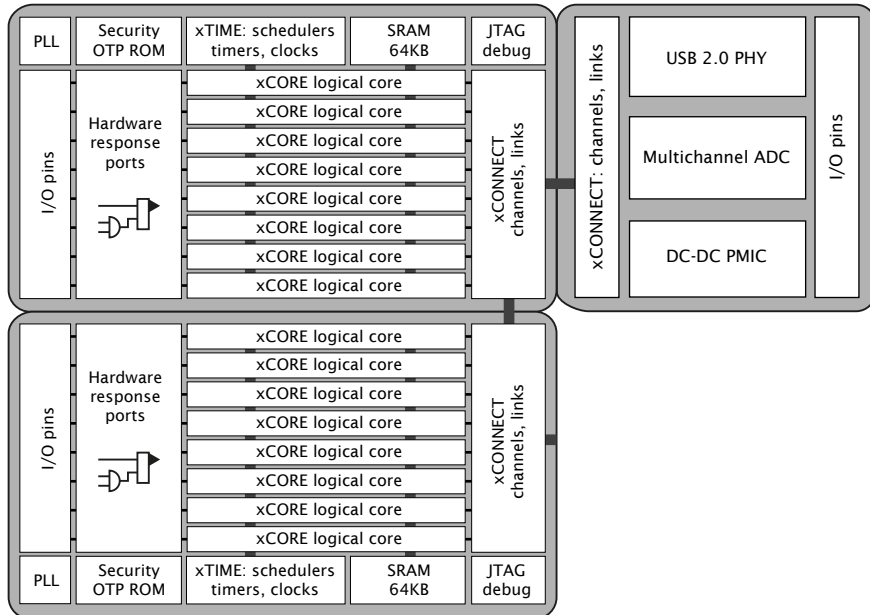 PLL
Security
OTP ROM
xTIME: schedulers
timers, clocks
SRAM
64KB
JTAG
debug
I/O pins
Hardware
response
ports
xCORE logical core
xCORE logical core
xCORE logical core
xCORE logical core
xCORE logical core
xCORE logical core
xCORE logical core
xCORE logical core
xCONNECT
channels, links
xCONNECT: channels, links
USB 2.0 PHY
Multichannel ADC
DC-DC PMIC
I/O pins
I/O pins
Hardware
response
ports
xCORE logical core
xCORE logical core
xCORE logical core
xCORE logical core
xCORE logical core
xCORE logical core
xCORE logical core
xCORE logical core
xCONNECT
channels, links
PLL
Security
OTP ROM
xTIME: schedulers
timers, clocks
SRAM
64KB
JTAG
debug